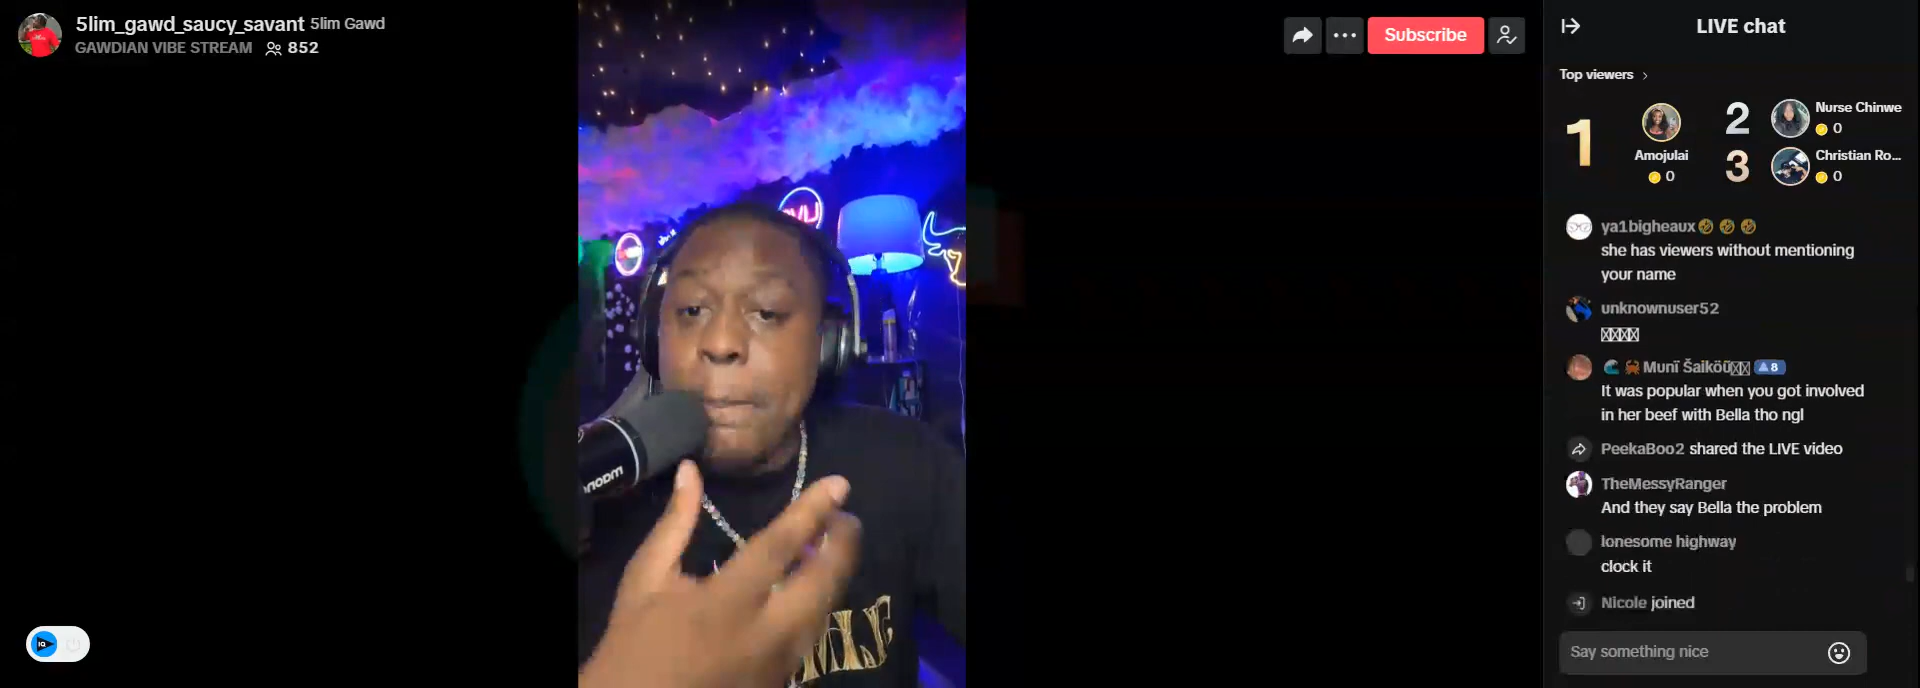 5lim_gawd_saucy_savant 5lim Gawd
GAWDIAN VIBE STREAM 852
Subscribe
LIVE chat
Top viewers
1
Amojulai
0
2
Nurse Chinwe
0
3
Christian Ro...
0
ya1bigheaux🤣 🤣 🤣
she has viewers without mentioning
your name
unknownuser52
🌊 🦀 Munï Šaiköű 8
It was popular when you got involved
in her beef with Bella tho ngl
PeekaBoo2 shared the LIVE video
TheMessyRanger
And they say Bella the problem
lonesome highway
clock it
Nicole joined
Say something nice